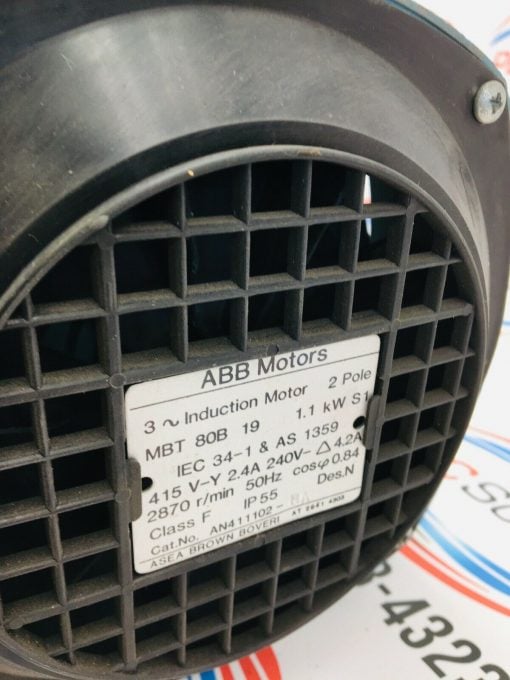 ABB Motors
3 ~ Induction Motor 2 Pole
MBT 80B 19 1.1 kW S1
IEC 34-1 & AS 1359
415 V-Y 2.4A 240V-△ 4.2A
2870 r/min 50Hz cosφ 0.84
Class F IP55 Des.N
Cat.No. AN411102-
ASEA BROWN BOVERI
-4323